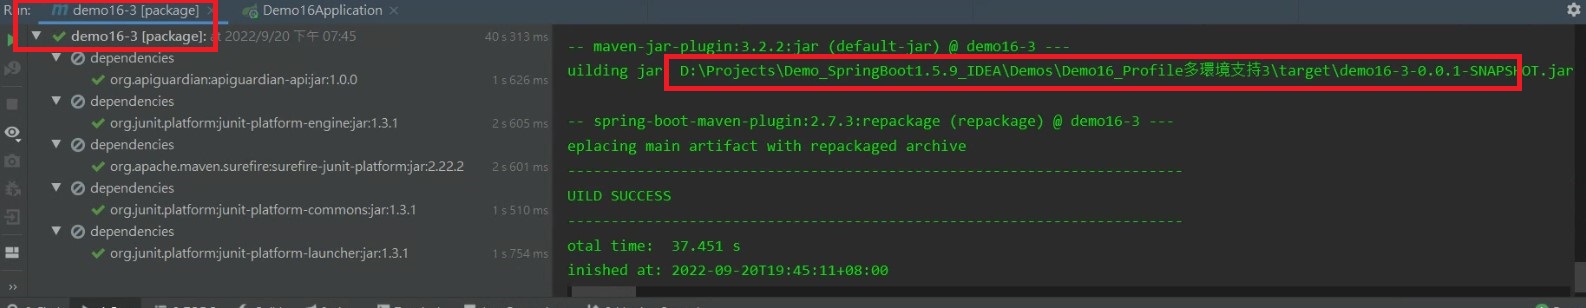 Run: demo16-3 [package] × Demo16Application ×
demo16-3 [package]: at 2022/9/20 下午 07:45 40 s 313 ms
dependencies
org.apiguardian:apiguardian-api:jar:1.0.0 1 s 626 ms
dependencies
org.junit.platform:junit-platform-engine:jar:1.3.1 2 s 605 ms
dependencies
org.apache.maven.surefire:surefire-junit-platform:jar:2.22.2 2 s 601 ms
dependencies
org.junit.platform:junit-platform-commons:jar:1.3.1 1 s 510 ms
dependencies
org.junit.platform:junit-platform-launcher:jar:1.3.1 1 s 754 ms
-- maven-jar-plugin:3.2.2:jar (default-jar) @ demo16-3 ---
uilding jar D:\Projects\Demo_SpringBoot1.5.9_IDEA\Demos\Demo16_Profile多環境支持3\target\demo16-3-0.0.1-SNAPSHOT.jar
-- spring-boot-maven-plugin:2.7.3:repackage (repackage) @ demo16-3 ---
eplacing main artifact with repackaged archive
------------------------------------------------------------------------
UILD SUCCESS
------------------------------------------------------------------------
otal time:  37.451 s
inished at: 2022-09-20T19:45:11+08:00